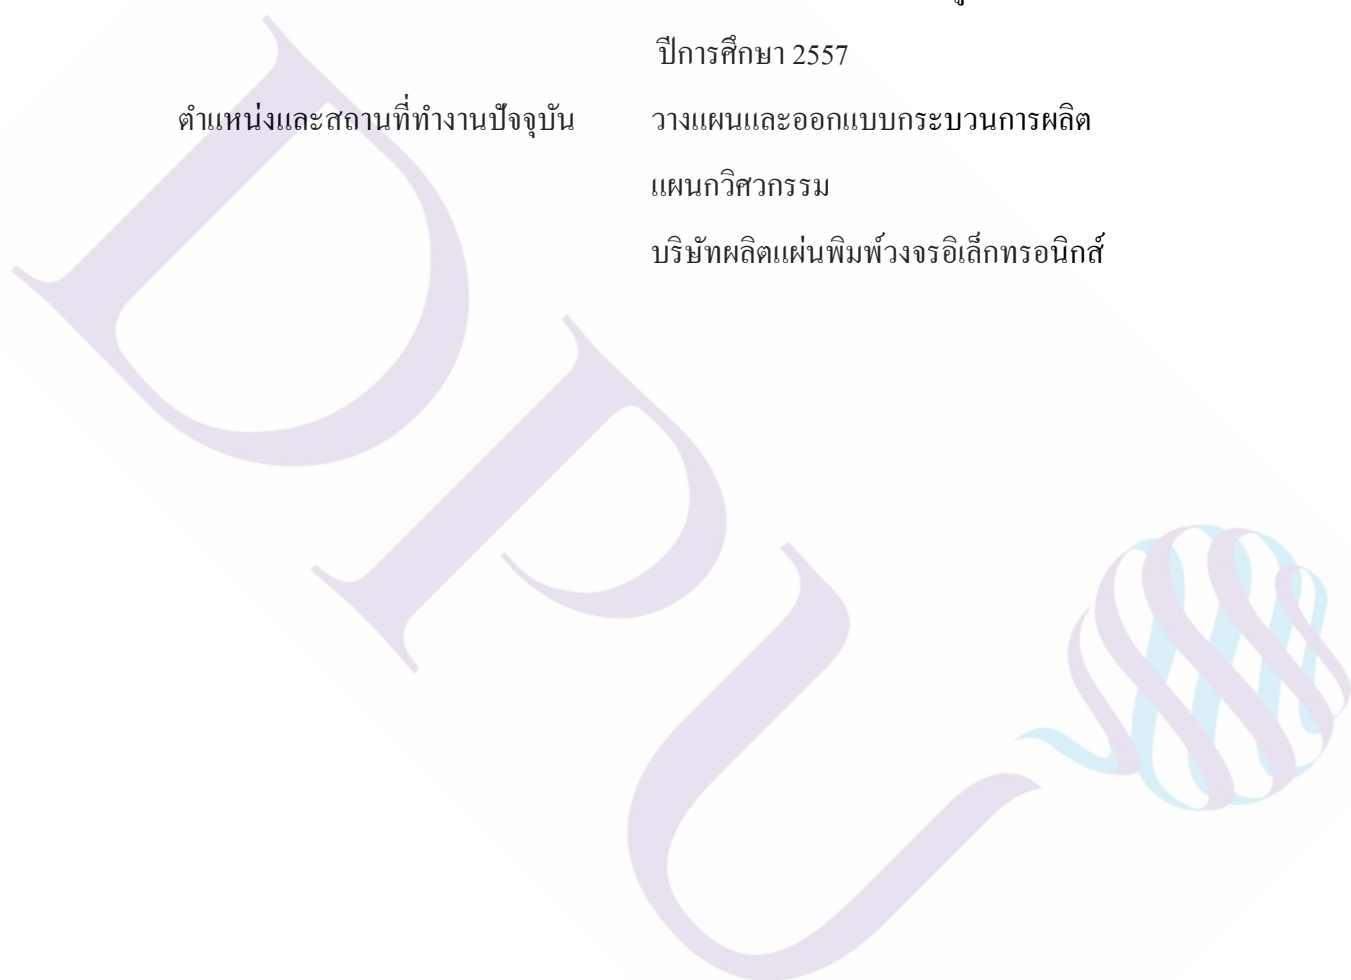 ปีการศึกษา 2557
ตำแหน่งและสถานที่ทำงานปัจจุบัน วางแผนและออกแบบกระบวนการผลิต
แผนกวิศวกรรม
บริษัทผลิตแผ่นพิมพ์วงจรอิเล็กทรอนิกส์
DPU